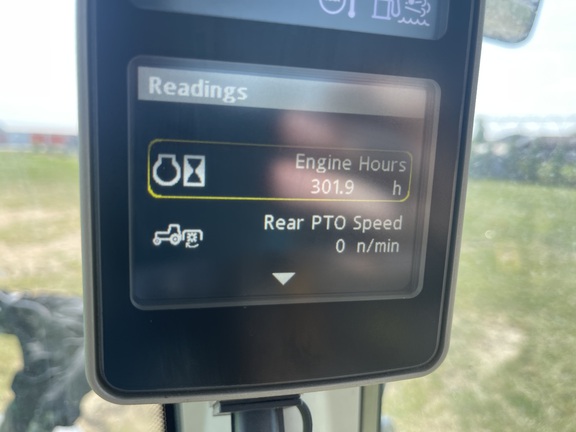 Readings
Engine Hours
301.9 h
Rear PTO Speed
0 n/min